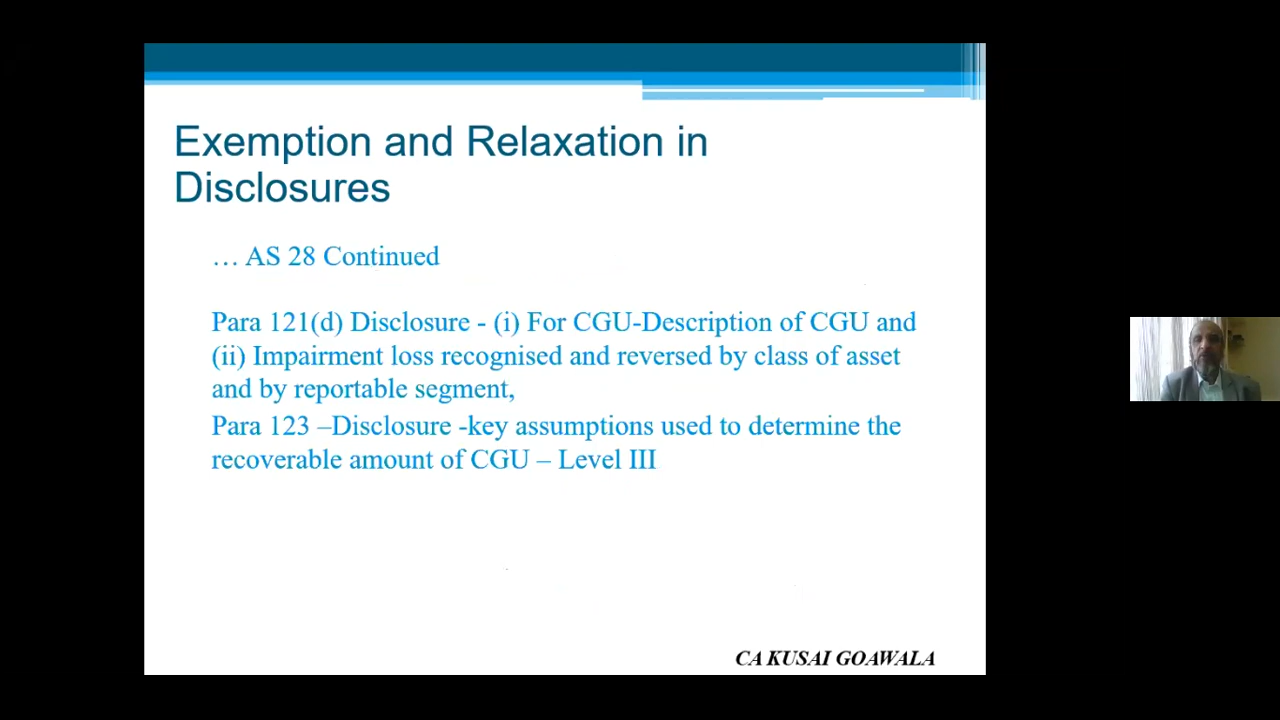 Exemption and Relaxation in
Disclosures
… AS 28 Continued
Para 121(d) Disclosure - (i) For CGU-Description of CGU and
(ii) Impairment loss recognised and reversed by class of asset
and by reportable segment,
Para 123 –Disclosure -key assumptions used to determine the
recoverable amount of CGU – Level III
CA KUSAI GOAWALA